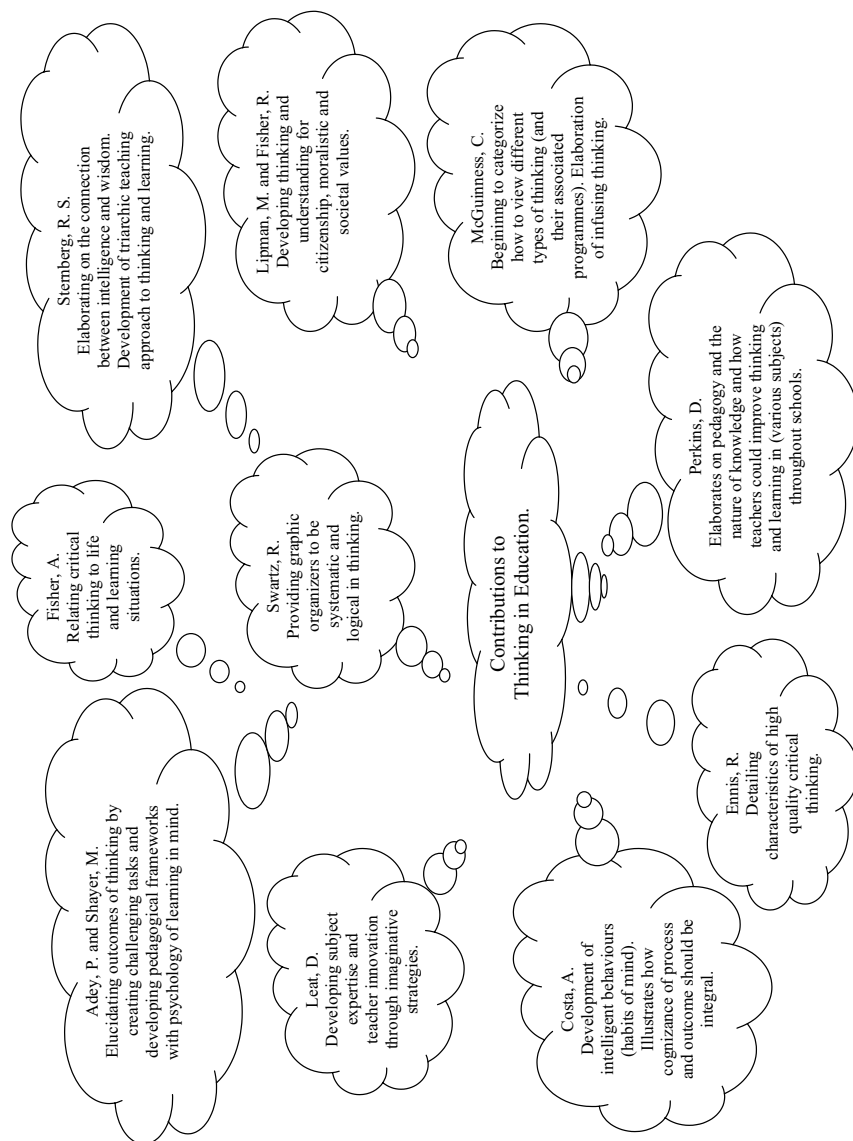 Adey, P. and Shayer, M.
Elucidating outcomes of thinking by
creating challenging tasks and
developing pedagogical frameworks
with psychology of learning in mind.
Fisher, A.
Relating critical
thinking to life
and learning
situations.
Sternberg, R. S.
Elaborating on the connection
between intelligence and wisdom.
Development of triarchic teaching
approach to thinking and learning.
Leat, D.
Developing subject
expertise and
teacher innovation
through imaginative
strategies.
Swartz, R.
Providing graphic
organizers to be
systematic and
logical in thinking.
Lipman, M. and Fisher, R.
Developing thinking and
understanding for
citizenship, moralistic and
societal values.
Contributions to
Thinking in Education.
Costa, A.
Development of
intelligent behaviours
(habits of mind).
Illustrates how
cognizance of process
and outcome should be
integral.
McGuinness, C.
Begininng to categorize
how to view different
types of thinking (and
their associated
programmes). Elaboration
of infusing thinking.
Ennis, R.
Detailing
characteristics of high
quality critical
thinking.
Perkins, D.
Elaborates on pedagogy and the
nature of knowledge and how
teachers could improve thinking
and learning in (various subjects)
throughout schools.